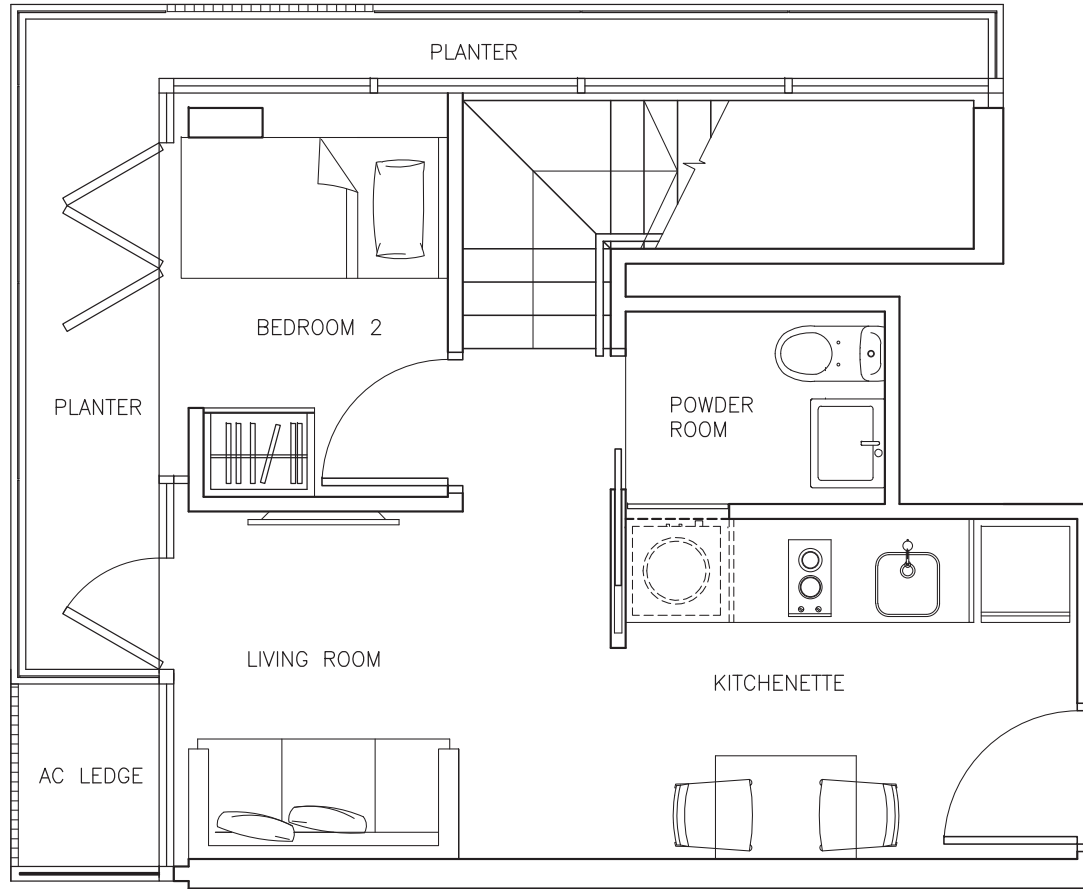 PLANTER
BEDROOM 2
PLANTER
POWDER
ROOM
LIVING ROOM
KITCHENETTE
AC LEDGE